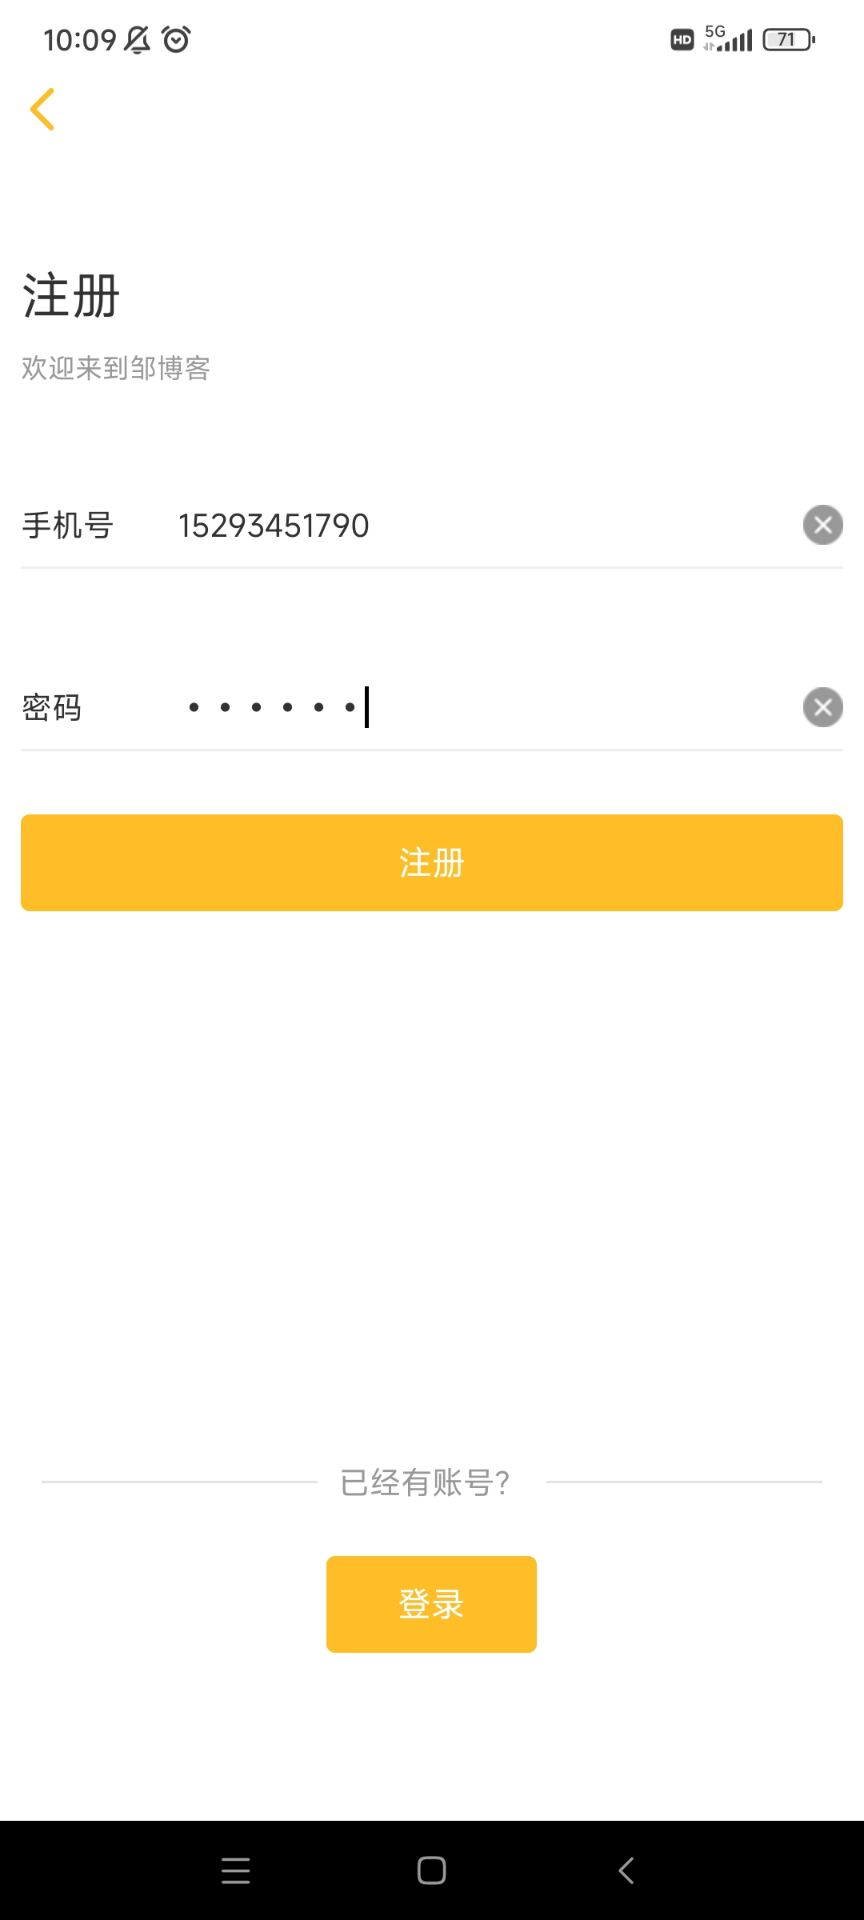 10:09 HD 5G 71
注册
欢迎来到邹博客
手机号 15293451790
密码 ••••••
注册
已经有账号?
登录